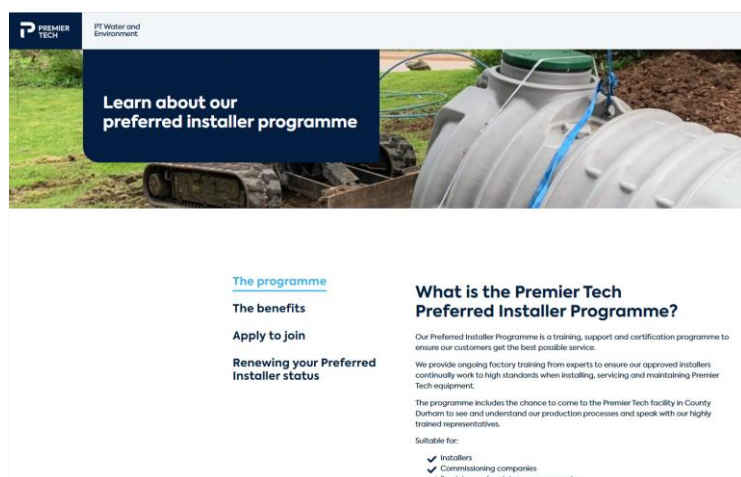 PREMIER
TECH
PT Water and
Environment
Learn about our
preferred installer programme
The programme
The benefits
Apply to join
Renewing your Preferred
Installer status
What is the Premier Tech
Preferred Installer Programme?
Our Preferred Installer Programme is a training, support and certification programme to
ensure our customers get the best possible service.
We provide ongoing factory training from experts to ensure our approved installers
continually work to high standards when installing, servicing and maintaining Premier
Tech equipment.
The programme includes the chance to come to the Premier Tech facility in County
Durham to see and understand our production processes and speak with our highly
trained representatives.
Suitable for:
Installers
Commissioning companies